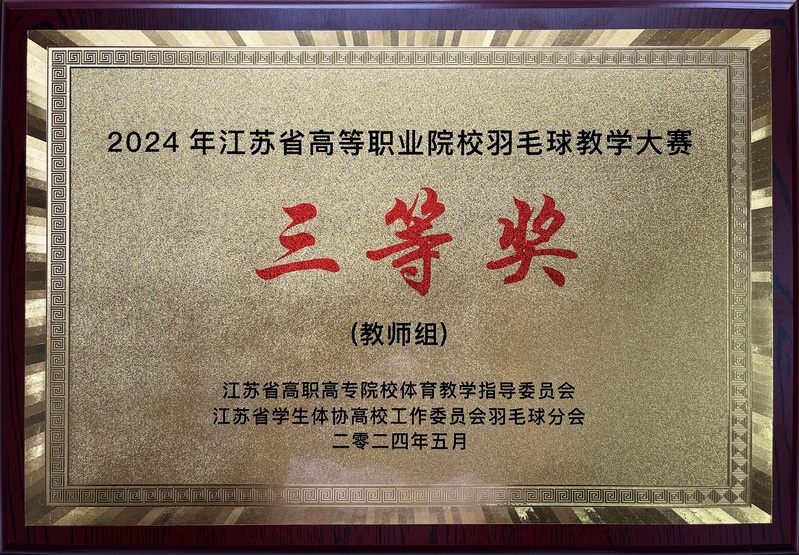 2024 年江苏省高等职业院校羽毛球教学大赛
三等奖
(教师组)
江苏省高职高专院校体育教学指导委员会
江苏省学生体协高校工作委员会羽毛球分会
二零二四年五月